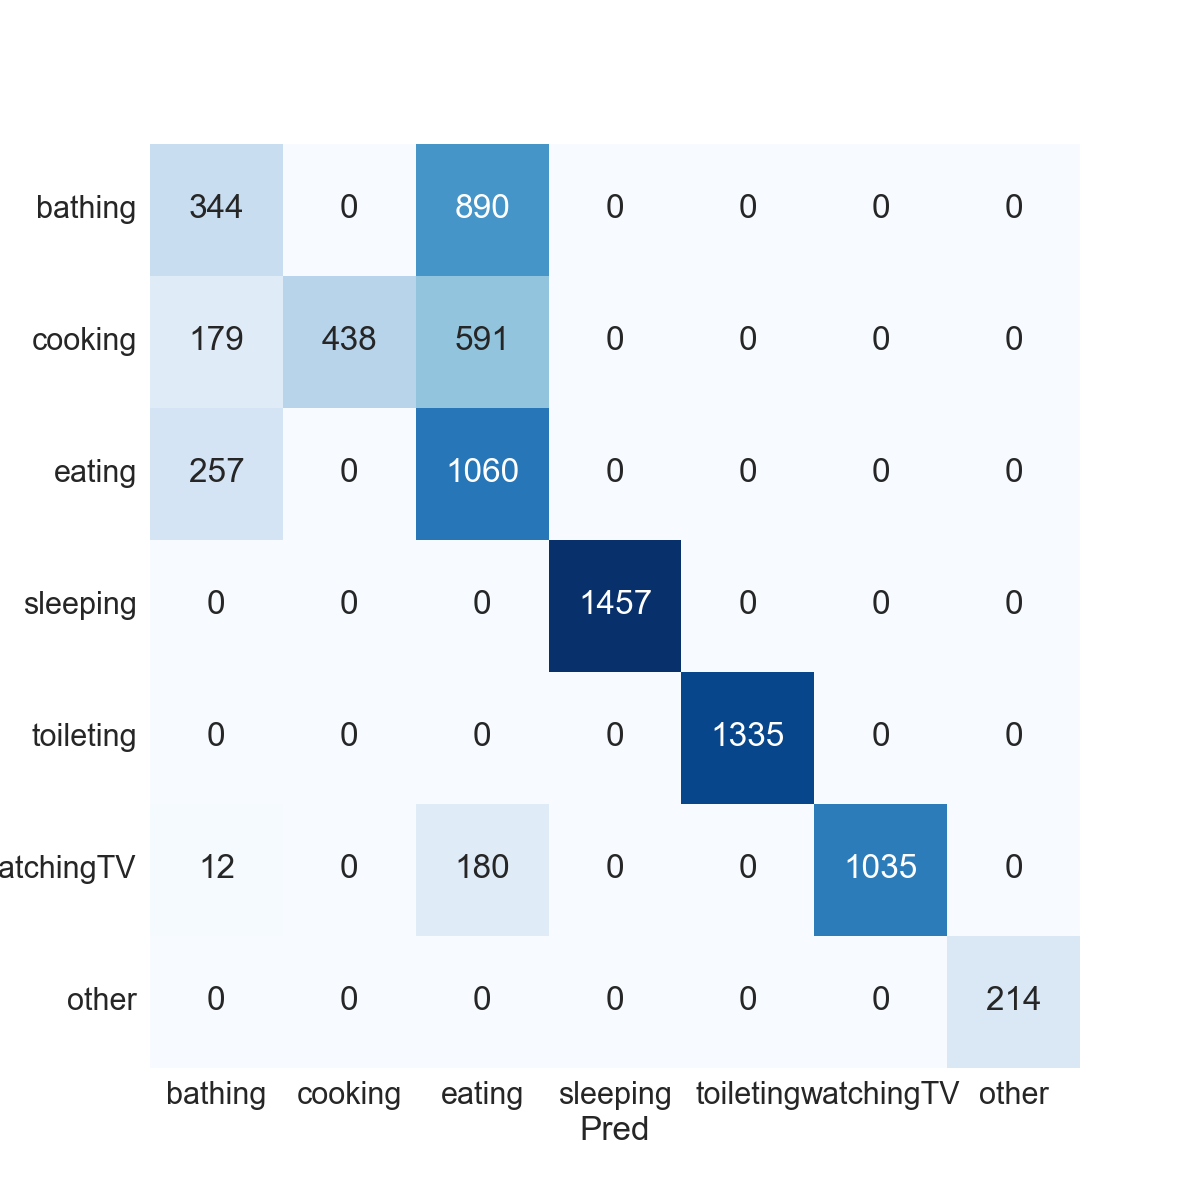 bathing 344 0 890 0 0 0 0
cooking 179 438 591 0 0 0 0
eating 257 0 1060 0 0 0 0
sleeping 0 0 0 1457 0 0 0
toileting 0 0 0 0 1335 0 0
atchingTV 12 0 180 0 0 1035 0
other 0 0 0 0 0 0 214
bathing cooking eating sleeping toileting watchingTV other
Pred